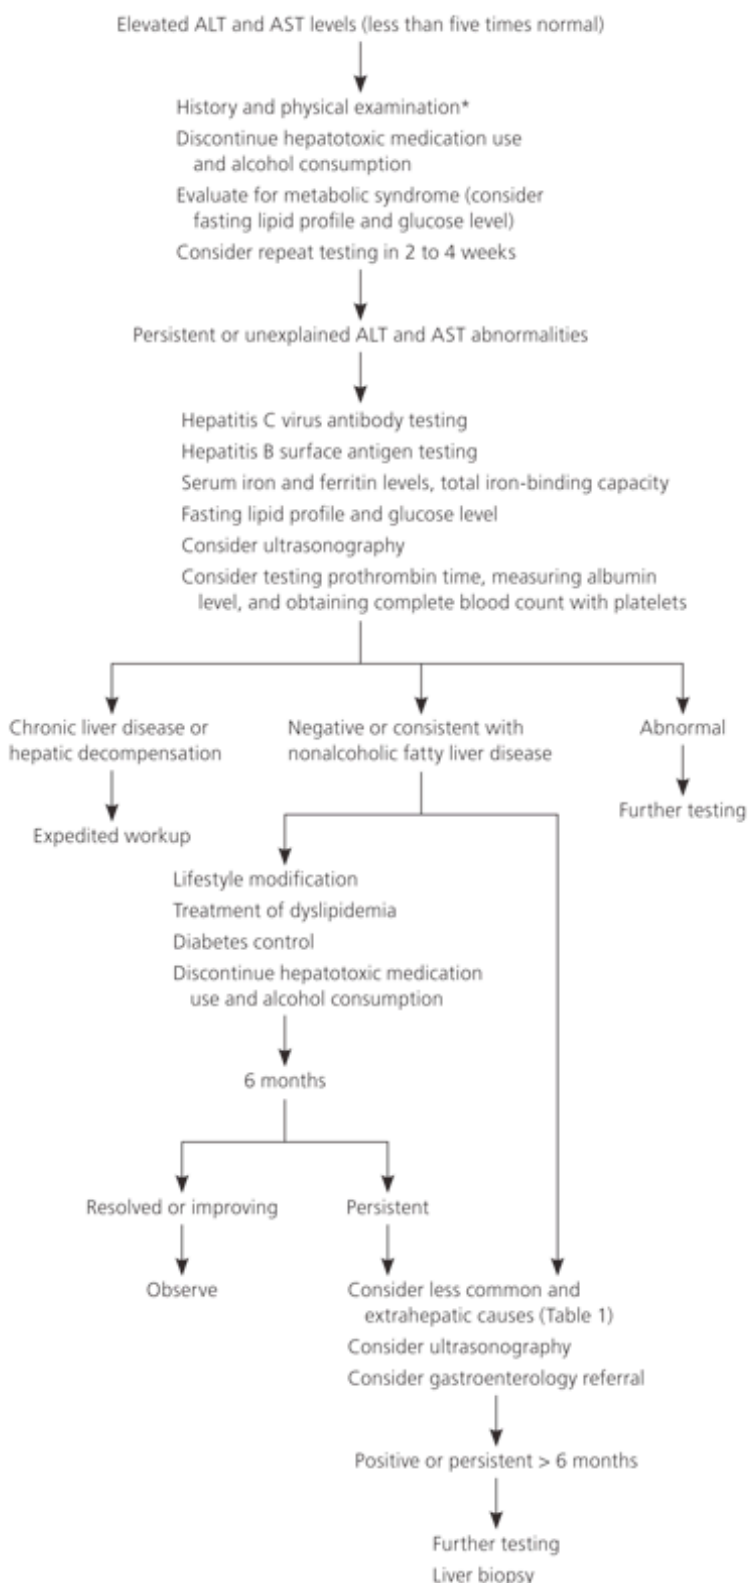 Elevated ALT and AST levels (less than five times normal)
History and physical examination*
Discontinue hepatotoxic medication use
and alcohol consumption
Evaluate for metabolic syndrome (consider
fasting lipid profile and glucose level)
Consider repeat testing in 2 to 4 weeks
Persistent or unexplained ALT and AST abnormalities
Hepatitis C virus antibody testing
Hepatitis B surface antigen testing
Serum iron and ferritin levels, total iron-binding capacity
Fasting lipid profile and glucose level
Consider ultrasonography
Consider testing prothrombin time, measuring albumin
level, and obtaining complete blood count with platelets
Chronic liver disease or
hepatic decompensation
Expedited workup
Negative or consistent with
nonalcoholic fatty liver disease
Abnormal
Further testing
Lifestyle modification
Treatment of dyslipidemia
Diabetes control
Discontinue hepatotoxic medication
use and alcohol consumption
6 months
Resolved or improving
Observe
Persistent
Consider less common and
extrahepatic causes (Table 1)
Consider ultrasonography
Consider gastroenterology referral
Positive or persistent > 6 months
Further testing
Liver biopsy